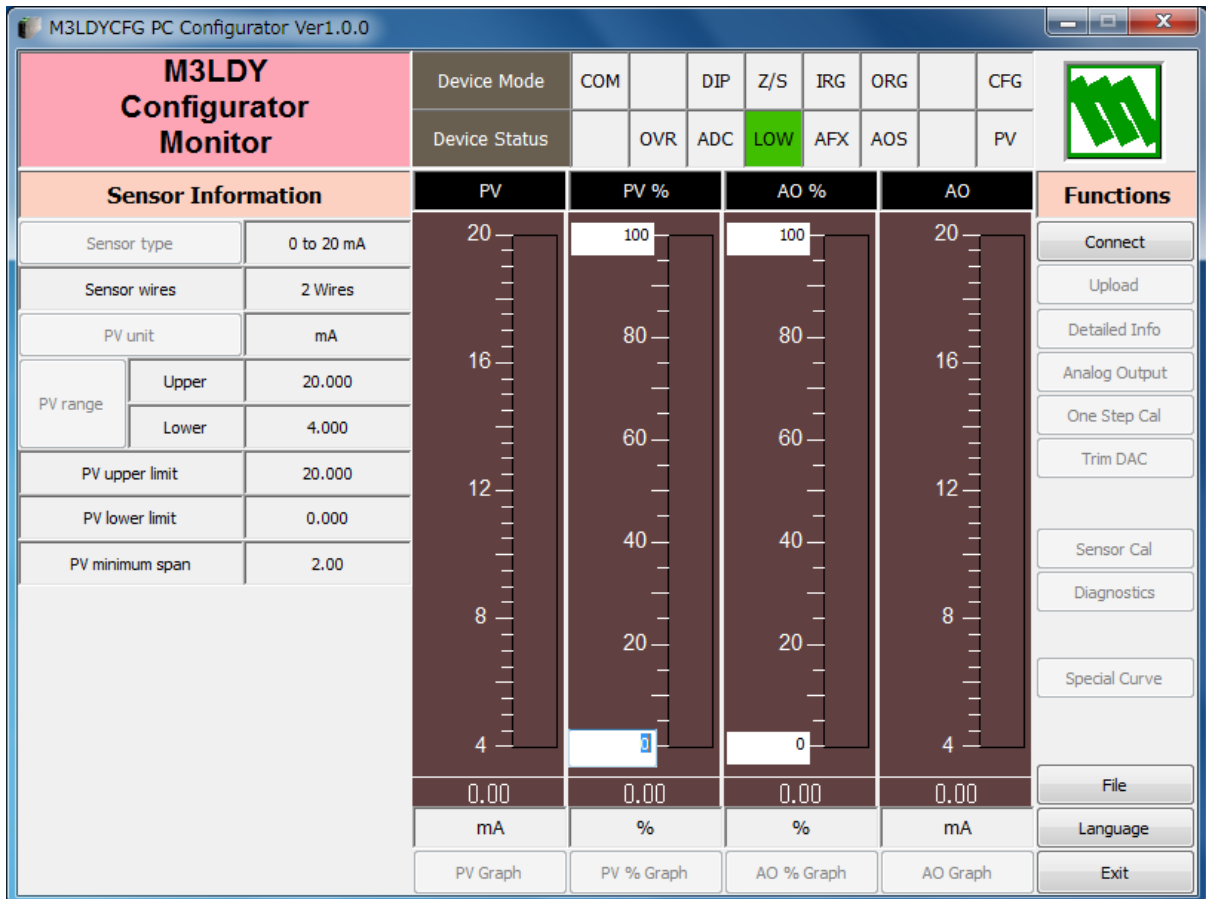 M3LDYCFG PC Configurator Ver1.0.0
M3LDY
Configurator
Monitor
Device Mode COM DIP Z/S IRG ORG CFG
Device Status OVR ADC LOW AFX AOS PV
Sensor Information
Sensor type 0 to 20 mA
Sensor wires 2 Wires
PV unit mA
PV range Upper 20.000
Lower 4.000
PV upper limit 20.000
PV lower limit 0.000
PV minimum span 2.00
PV PV % AO % AO
20 100 100 20
80 80
16 16
60 60
12 12
40 40
8 8
20 20
4 0 0 4
0.00 0.00 0.00 0.00
mA % % mA
PV Graph PV % Graph AO % Graph AO Graph
Functions
Connect
Upload
Detailed Info
Analog Output
One Step Cal
Trim DAC
Sensor Cal
Diagnostics
Special Curve
File
Language
Exit